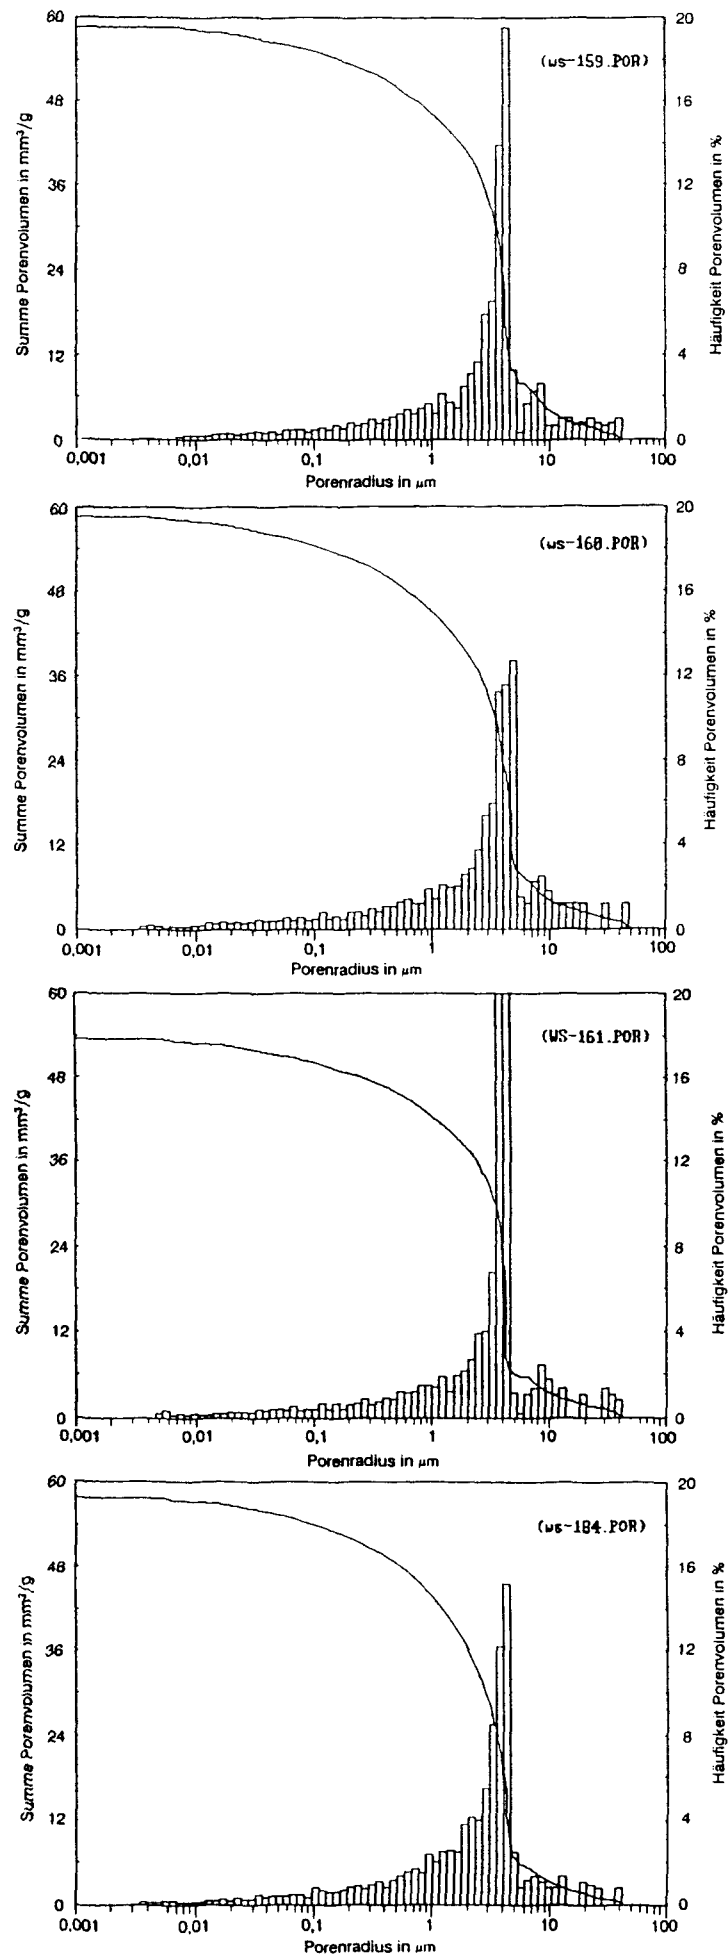 60
48
36
24
12
0
Summe Porenvolumen in mm³/g
(ws-159.POR)
20
16
12
8
4
0
Häufigkeit Porenvolumen in %
0,001 0,01 0,1 1 10 100
Porenradius in μm
60
48
36
24
12
0
Summe Porenvolumen in mm³/g
(ws-160.POR)
20
16
12
8
4
0
Häufigkeit Porenvolumen in %
0,001 0,01 0,1 1 10 100
Porenradius in μm
60
48
36
24
12
0
Summe Porenvolumen in mm³/g
(WS-161.POR)
20
16
12
8
4
0
Häufigkeit Porenvolumen in %
0,001 0,01 0,1 1 10 100
Porenradius in μm
60
48
36
24
12
0
Summe Porenvolumen in mm³/g
(ws-184.POR)
20
16
12
8
4
0
Häufigkeit Porenvolumen in %
0.001 0,01 0,1 1 10 100
Porenradius in μm